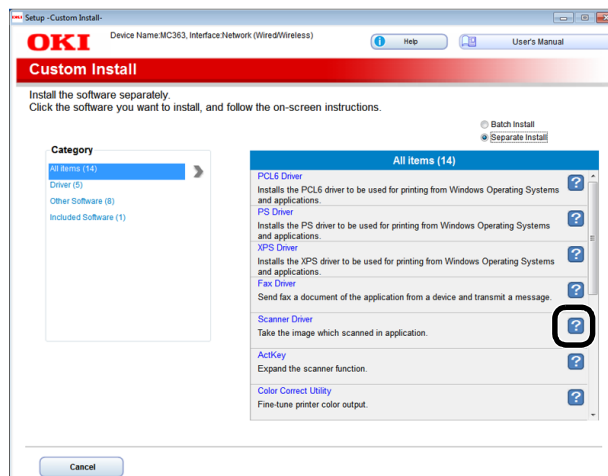 Setup -Custom Install-
OKI Device Name:MC363, Interface:Network (Wired/Wireless) i Help User's Manual
Custom Install
Install the software separately.
Click the software you want to install, and follow the on-screen instructions.
Batch Install
Separate Install
Category
All items (14)
Driver (5)
Other Software (8)
Included Software (1)
All items (14)
PCL6 Driver
Installs the PCL6 driver to be used for printing from Windows Operating Systems
and applications.
?
PS Driver
Installs the PS driver to be used for printing from Windows Operating Systems
and applications.
?
XPS Driver
Installs the XPS driver to be used for printing from Windows Operating Systems
and applications.
?
Fax Driver
Send fax a document of the application from a device and transmit a message.
?
Scanner Driver
Take the image which scanned in application.
?
ActKey
Expand the scanner function.
?
Color Correct Utility
Fine-tune printer color output.
?
Cancel